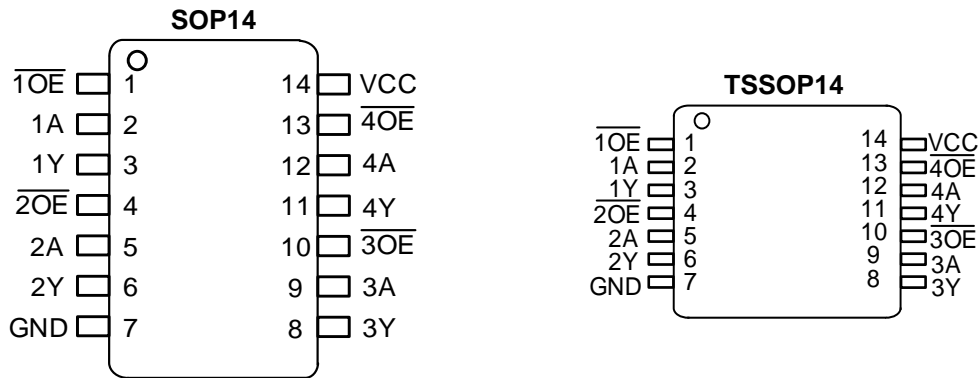 SOP14
1OE 1 14 VCC
1A 2 13 4OE
1Y 3 12 4A
2OE 4 11 4Y
2A 5 10 3OE
2Y 6 9 3A
GND 7 8 3Y
TSSOP14
1OE 1 14 VCC
1A 2 13 4OE
1Y 3 12 4A
2OE 4 11 4Y
2A 5 10 3OE
2Y 6 9 3A
GND 7 8 3Y